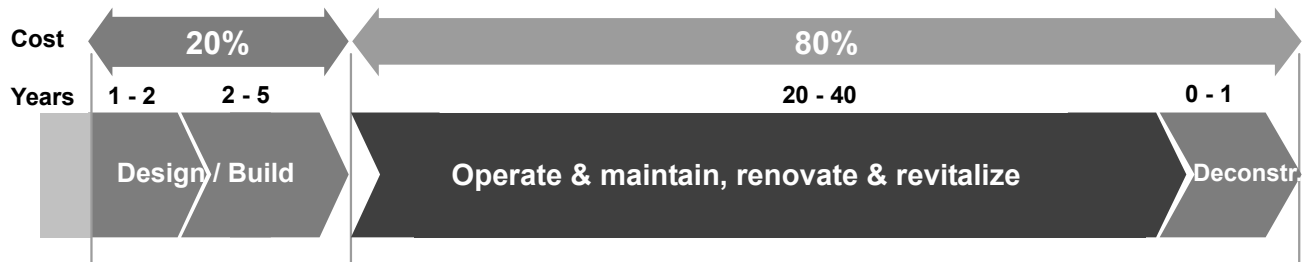 Cost 20% 80%
Years 1 - 2 2 - 5 20 - 40 0 - 1
Design / Build Operate & maintain, renovate & revitalize Deconstr.